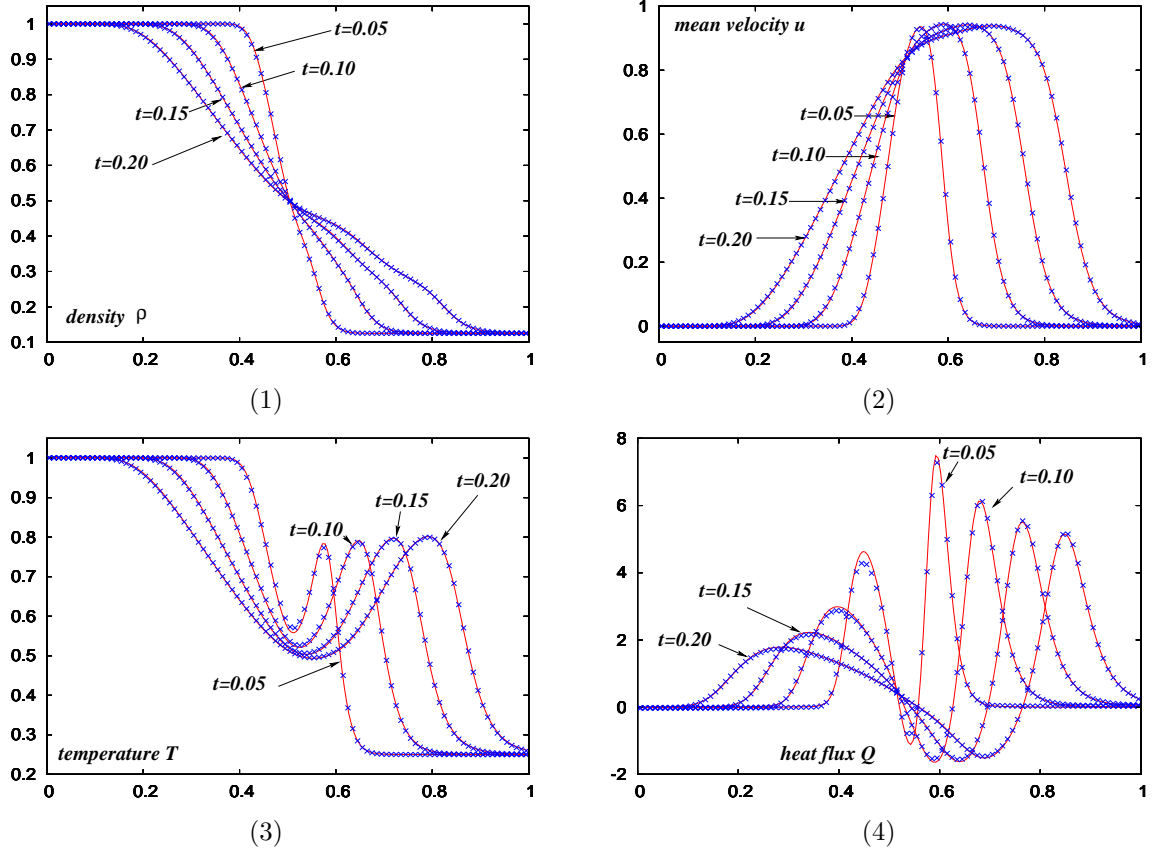 1
0.9
0.8
0.7
0.6
0.5
0.4
0.3
0.2
0.1
t=0.05
t=0.10
t=0.15
t=0.20
density ρ
0 0.2 0.4 0.6 0.8 1
(1)
mean velocity u
0.8
0.6
0.4
0.2
0
t=0.05
t=0.10
t=0.15
t=0.20
0 0.2 0.4 0.6 0.8 1
(2)
1
0.9
0.8
0.7
0.6
0.5
0.4
0.3
0.2
t=0.20
t=0.15
t=0.10
t=0.05
temperature T
0 0.2 0.4 0.6 0.8 1
(3)
8
6
4
2
0
-2
t=0.05
t=0.10
t=0.15
t=0.20
heat flux Q
0 0.2 0.4 0.6 0.8 1
(4)